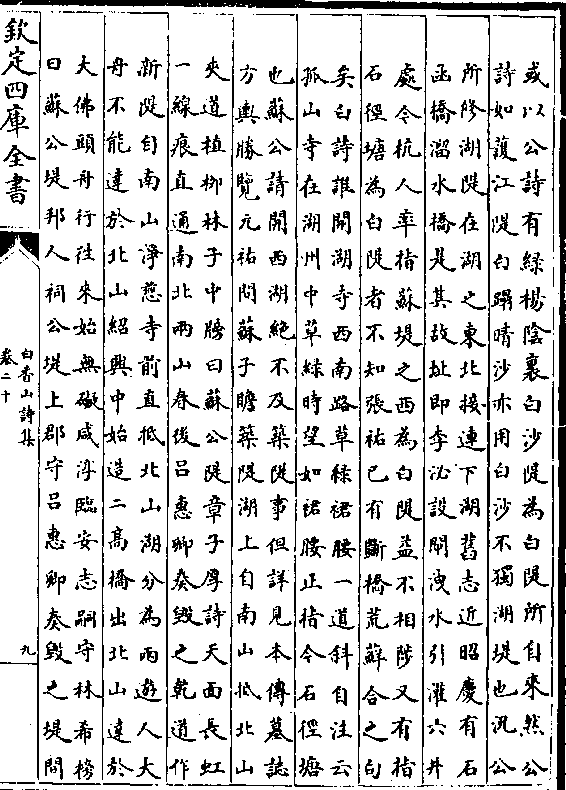 或以公詩有綠楊陰裏白沙隄為白隄所自來然公
詩如護江隄白蹋晴沙亦用白沙不獨湖堤也況公
所修湖隄在湖之東北接連下湖舊志近昭慶有石
函橋溜水橋是其故址即李泌設閘洩水引灌六井
處今杭人率指蘇堤之西為白隄益不相涉又有指
石徑塘為白隄者不知張祐已有斷橋荒蘇合之句
矣白詩誰開湖寺西南路草綠裙腰一道斜自注云
孤山寺在湖州中草綠時望如裙腰正指今石徑塘
也蘇公請開西湖絕不及築隄事但詳見本傳墓誌
方輿勝覽元祐問蘇子瞻築隄湖上自南山抵北山
夾道植柳林子中牓曰蘇公隄章子厚詩天面長虹
一線痕直通南北兩山春後吕惠卿奏毀之乾道作
新隄自南山淨慈寺前直抵北山湖分為兩遊人大
舟不能達於北山紹興中始造二高橋出北山達於
大佛頭舟行往來始無礙咸淳臨安志嗣守林希榜
曰蘇公堤邦人祠公堤上郡守吕惠卿奏毀之堤間
欽定四庫全書
白香山詩集
卷二十
九